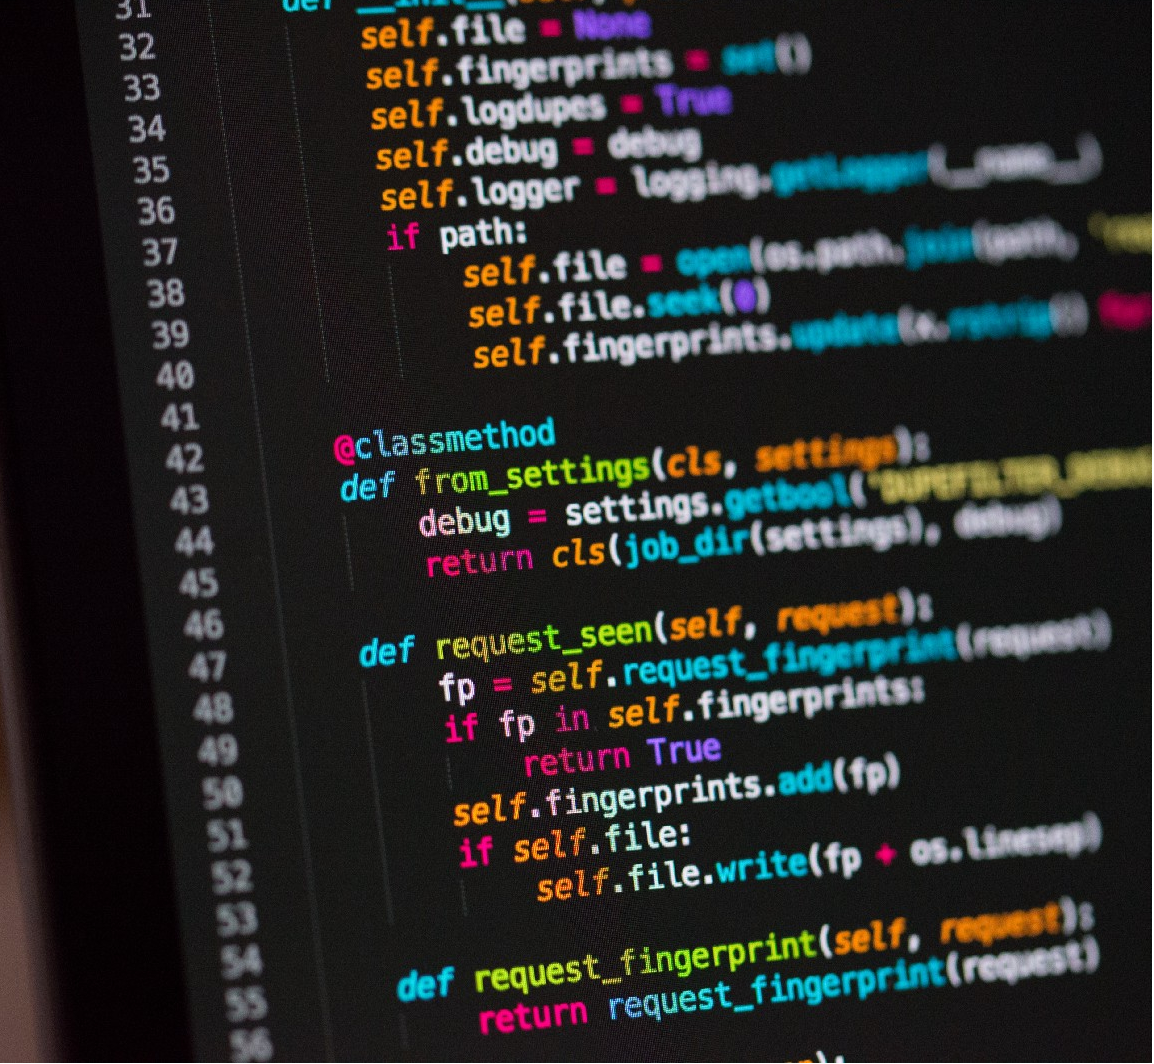 31 def __init__(self,
32 self.file = None
33 self.fingerprints = set()
34 self.logdupes = True
35 self.debug = debug
36 self.logger = logging.getLogger(__name__)
37 if path:
38 self.file = open(os.path.join(path,
39 self.file.seek(0)
40 self.fingerprints.update(x.rstrip() for
41
42 @classmethod
43 def from_settings(cls, settings):
44 debug = settings.getbool('DUPEFILTER_DEBUG
45 return cls(job_dir(settings), debug)
46
47 def request_seen(self, request):
48 fp = self.request_fingerprint(request)
49 if fp in self.fingerprints:
50 return True
51 self.fingerprints.add(fp)
52 if self.file:
53 self.file.write(fp + os.linesep)
54
55 def request_fingerprint(self, request):
56 return request_fingerprint(request)